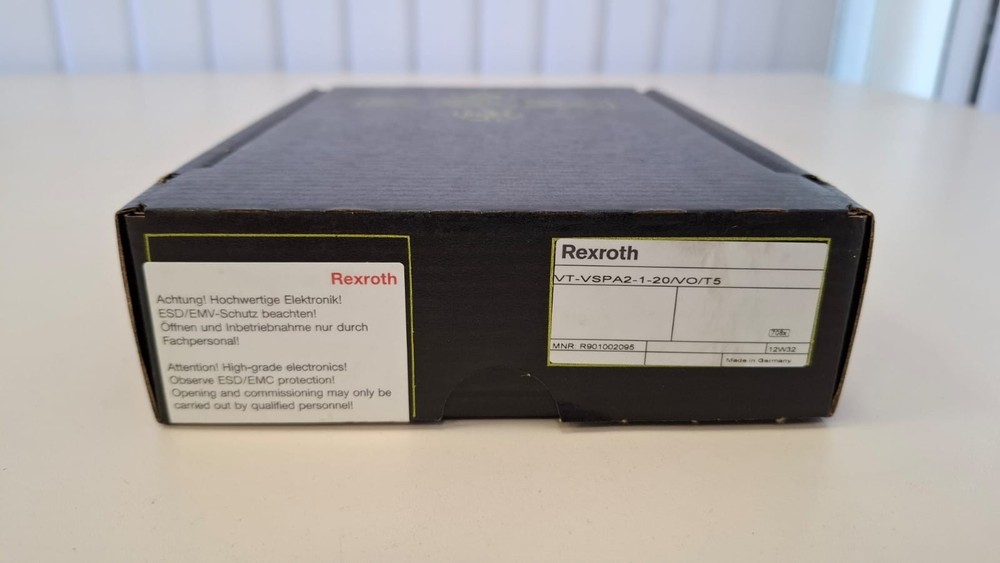 Rexroth
Achtung! Hochwertige Elektronik!
ESD/EMV-Schutz beachten!
Öffnen und Inbetriebnahme nur durch
Fachpersonal!
Attention! High-grade electronics!
Observe ESD/EMC protection!
Opening and commissioning may only be
carried out by qualified personnel!
Rexroth
VT-VSPA2-1-20/VO/T5
MNR: R901002095
12W32
Made in Germany